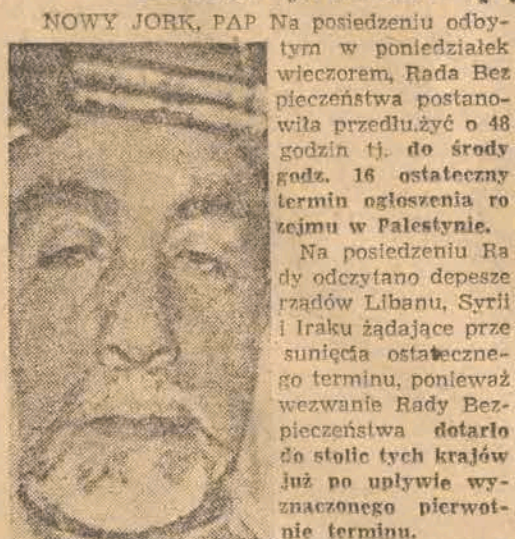 NOWY JORK, PAP Na posiedzeniu odby-
tym w poniedziałek
wieczorem, Rada Bez
pieczeństwa postano-
wiła przedłu.żyć o 48
godzin tj. do środy
godz. 16 ostateczny
termin ogłoszenia ro
zejmu w Palestynie.
Na posiedzeniu Ra
dy odczytano depesze
rządów Libanu, Syrii
i Iraku żądające prze
sunięcia ostateczne-
go terminu, ponieważ
wezwanie Rady Bez-
pieczeństwa dotarło
do stolic tych krajów
już po upływie wy-
znaczonego pierwot-
nie terminu.